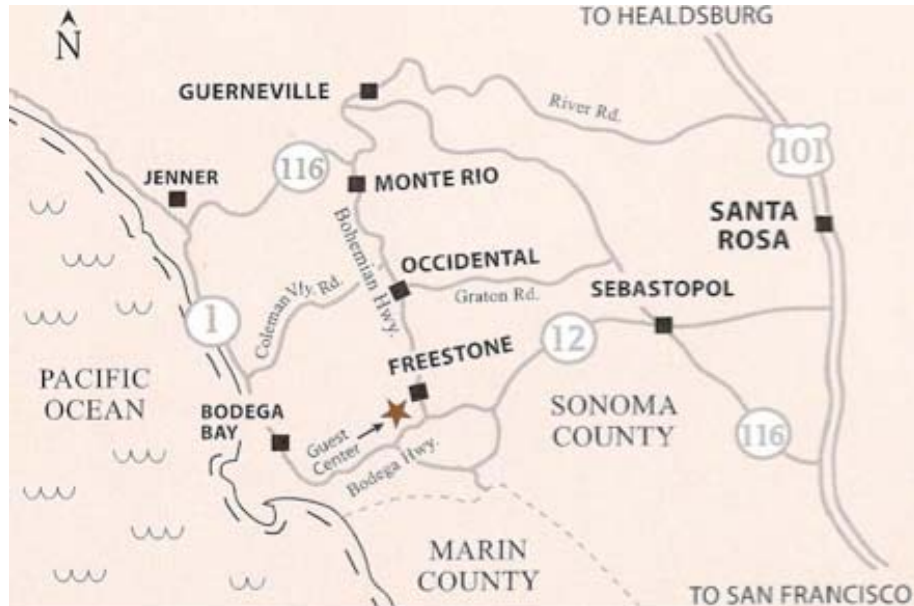 TO HEALDSBURG
N
GUERNEVILLE
River Rd.
101
116
JENNER
MONTE RIO
SANTA
ROSA
Bohemian Hwy.
OCCIDENTAL
Graton Rd.
Coleman Vly. Rd.
SEBASTOPOL
1
12
FREESTONE
PACIFIC
OCEAN
BODEGA
BAY
SONOMA
COUNTY
116
Guest
Center
Bodega Hwy.
MARIN
COUNTY
TO SAN FRANCISCO